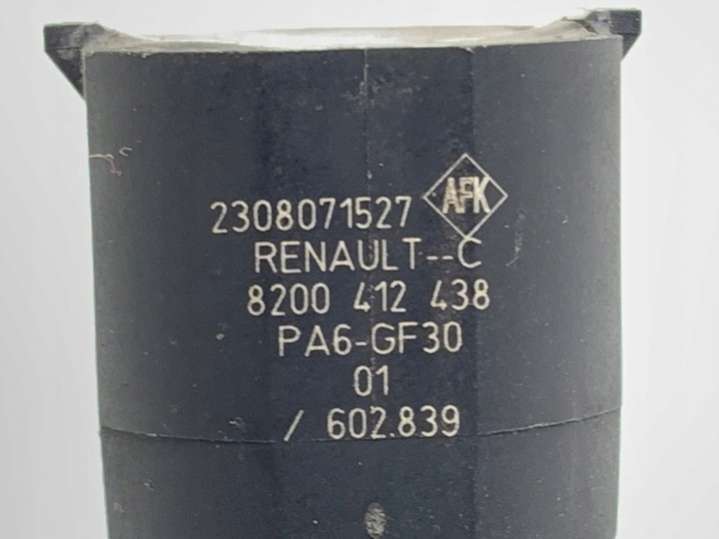 2308071527 AFK
RENAULT--C
8200 412 438
PA6-GF30
01
/ 602.839